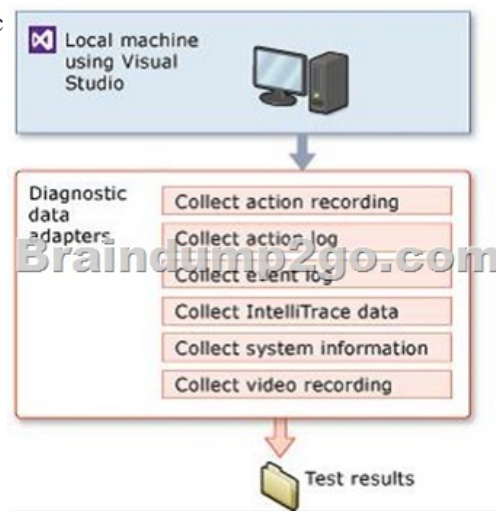 Local machine
using Visual
Studio
Diagnostic
data
adapters
Collect action recording
Collect action log
Collect event log
Collect IntelliTrace data
Collect system information
Collect video recording
Braindump2go.com
Test results